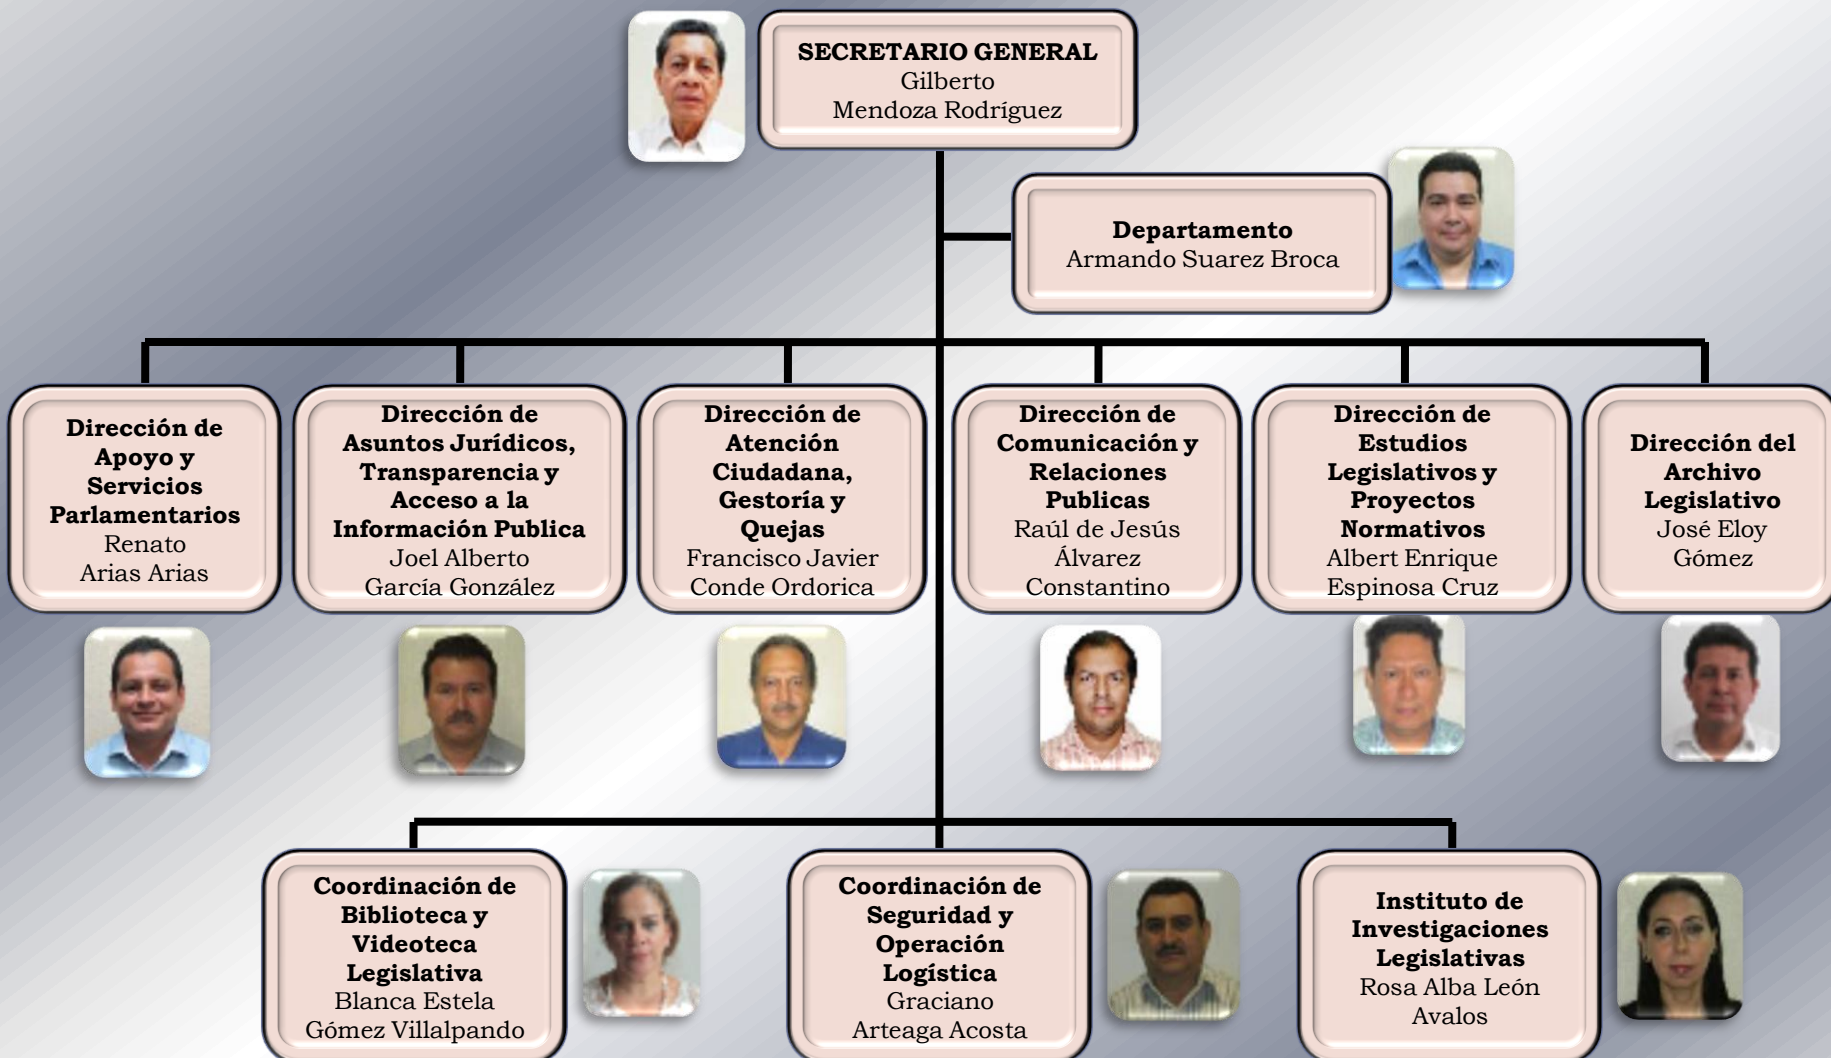 SECRETARIO GENERAL
Gilberto
Mendoza Rodríguez
Departamento
Armando Suarez Broca
Dirección de
Apoyo y
Servicios
Parlamentarios
Renato
Arias Arias
Dirección de
Asuntos Jurídicos,
Transparencia y
Acceso a la
Información Publica
Joel Alberto
García González
Dirección de
Atención
Ciudadana,
Gestoría y
Quejas
Francisco Javier
Conde Ordorica
Dirección de
Comunicación y
Relaciones
Publicas
Raúl de Jesús
Álvarez
Constantino
Dirección de
Estudios
Legislativos y
Proyectos
Normativos
Albert Enrique
Espinosa Cruz
Dirección del
Archivo
Legislativo
José Eloy
Gómez
Coordinación de
Biblioteca y
Videoteca
Legislativa
Blanca Estela
Gómez Villalpando
Coordinación de
Seguridad y
Operación
Logística
Graciano
Arteaga Acosta
Instituto de
Investigaciones
Legislativas
Rosa Alba León
Avalos